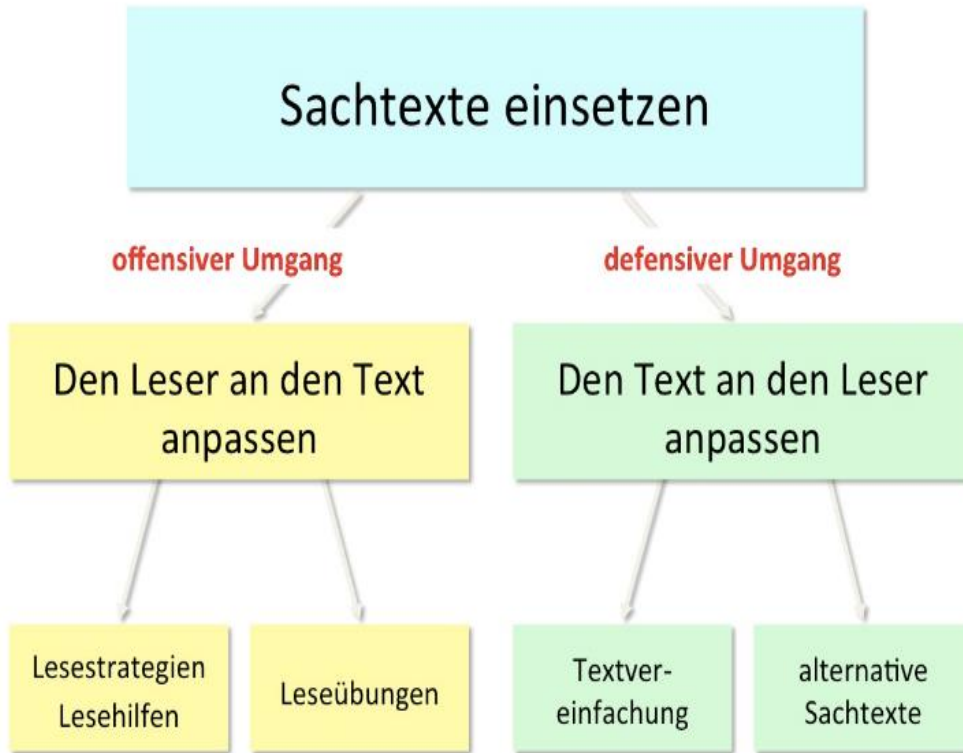 Sachtexte einsetzen
offensiver Umgang
defensiver Umgang
Den Leser an den Text
anpassen
Den Text an den Leser
anpassen
Lesestrategien
Lesehilfen
Leseübungen
Textver-
einfachung
alternative
Sachtexte